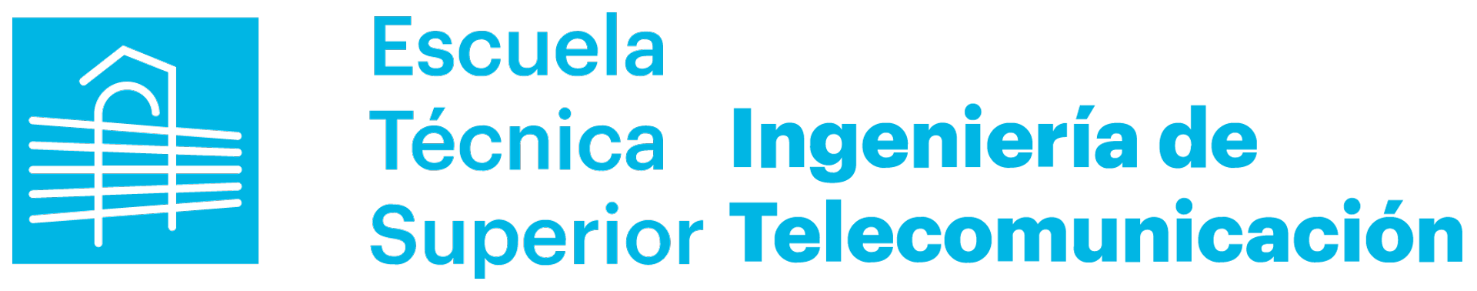 Escuela
Técnica Ingeniería de
Superior Telecomunicación